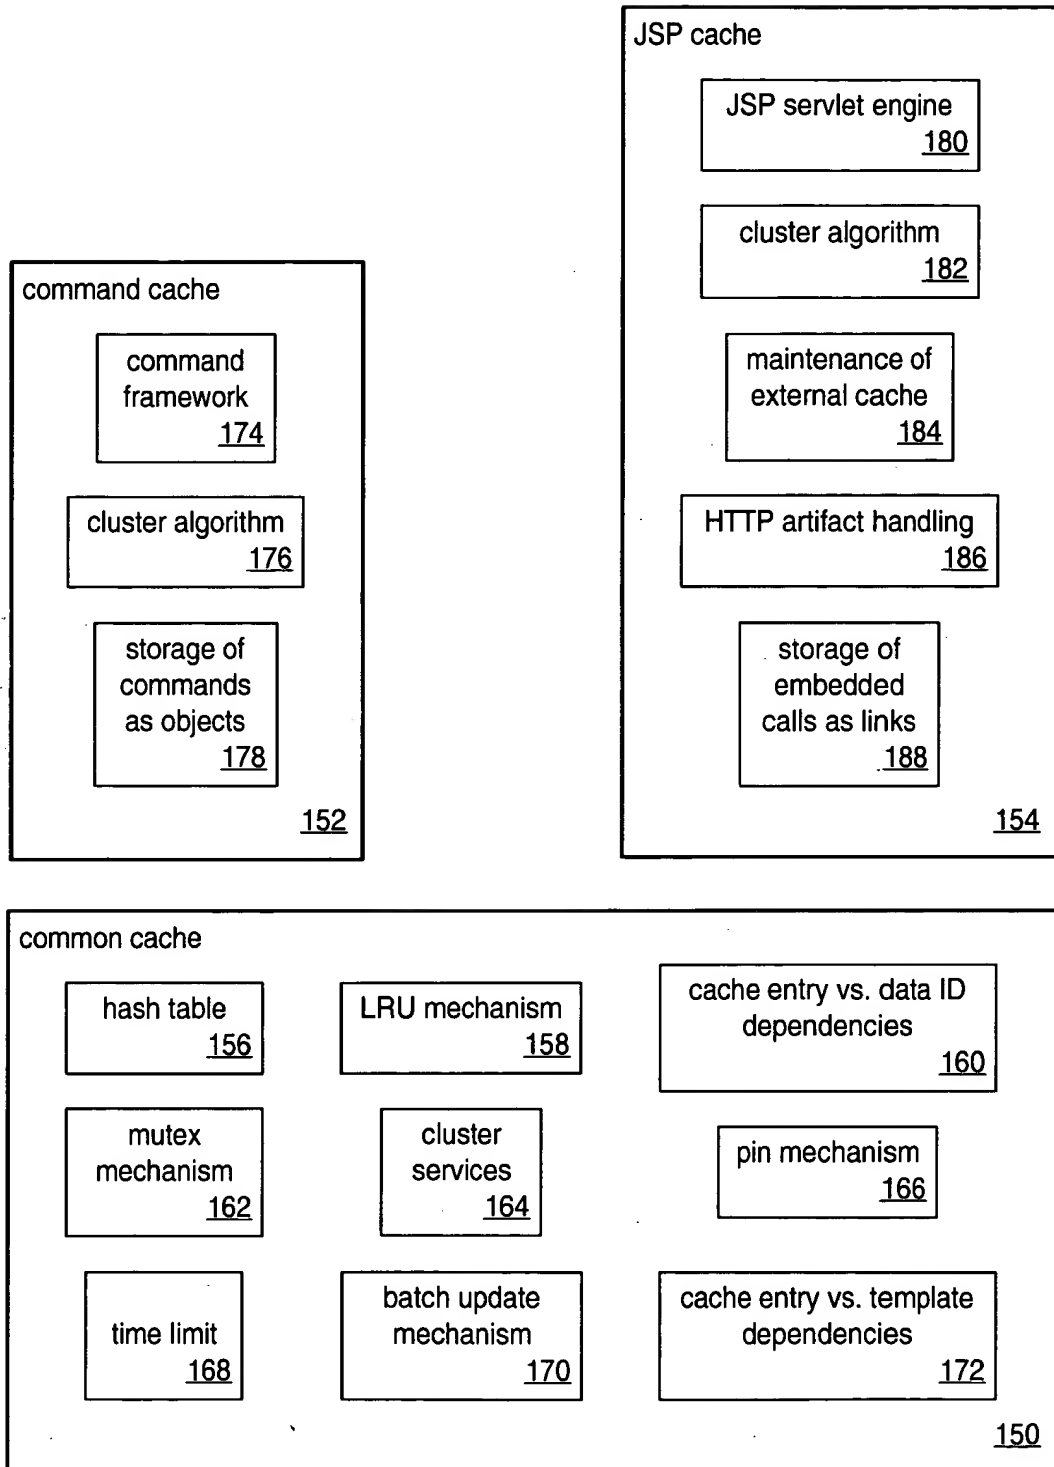 JSP cache
JSP servlet engine
180
cluster algorithm
182
maintenance of
external cache
184
HTTP artifact handling
186
storage of
embedded
calls as links
188
154
command cache
command
framework
174
cluster algorithm
176
storage of
commands
as objects
178
152
common cache
hash table
156
LRU mechanism
158
cache entry vs. data ID
dependencies
160
mutex
mechanism
162
cluster
services
164
pin mechanism
166
time limit
168
batch update
mechanism
170
cache entry vs. template
dependencies
172
150